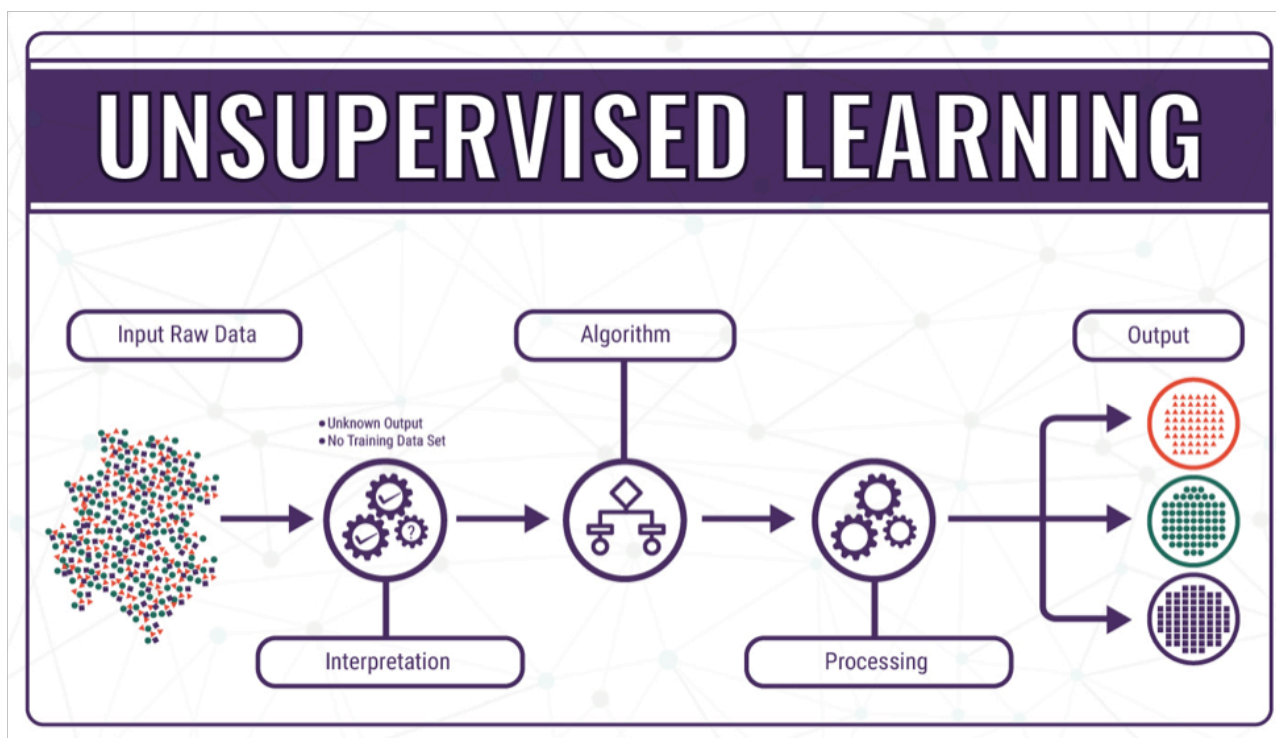 UNSUPERVISED LEARNING
Input Raw Data
Algorithm
Output
• Unknown Output
• No Training Data Set
?
Interpretation
Processing